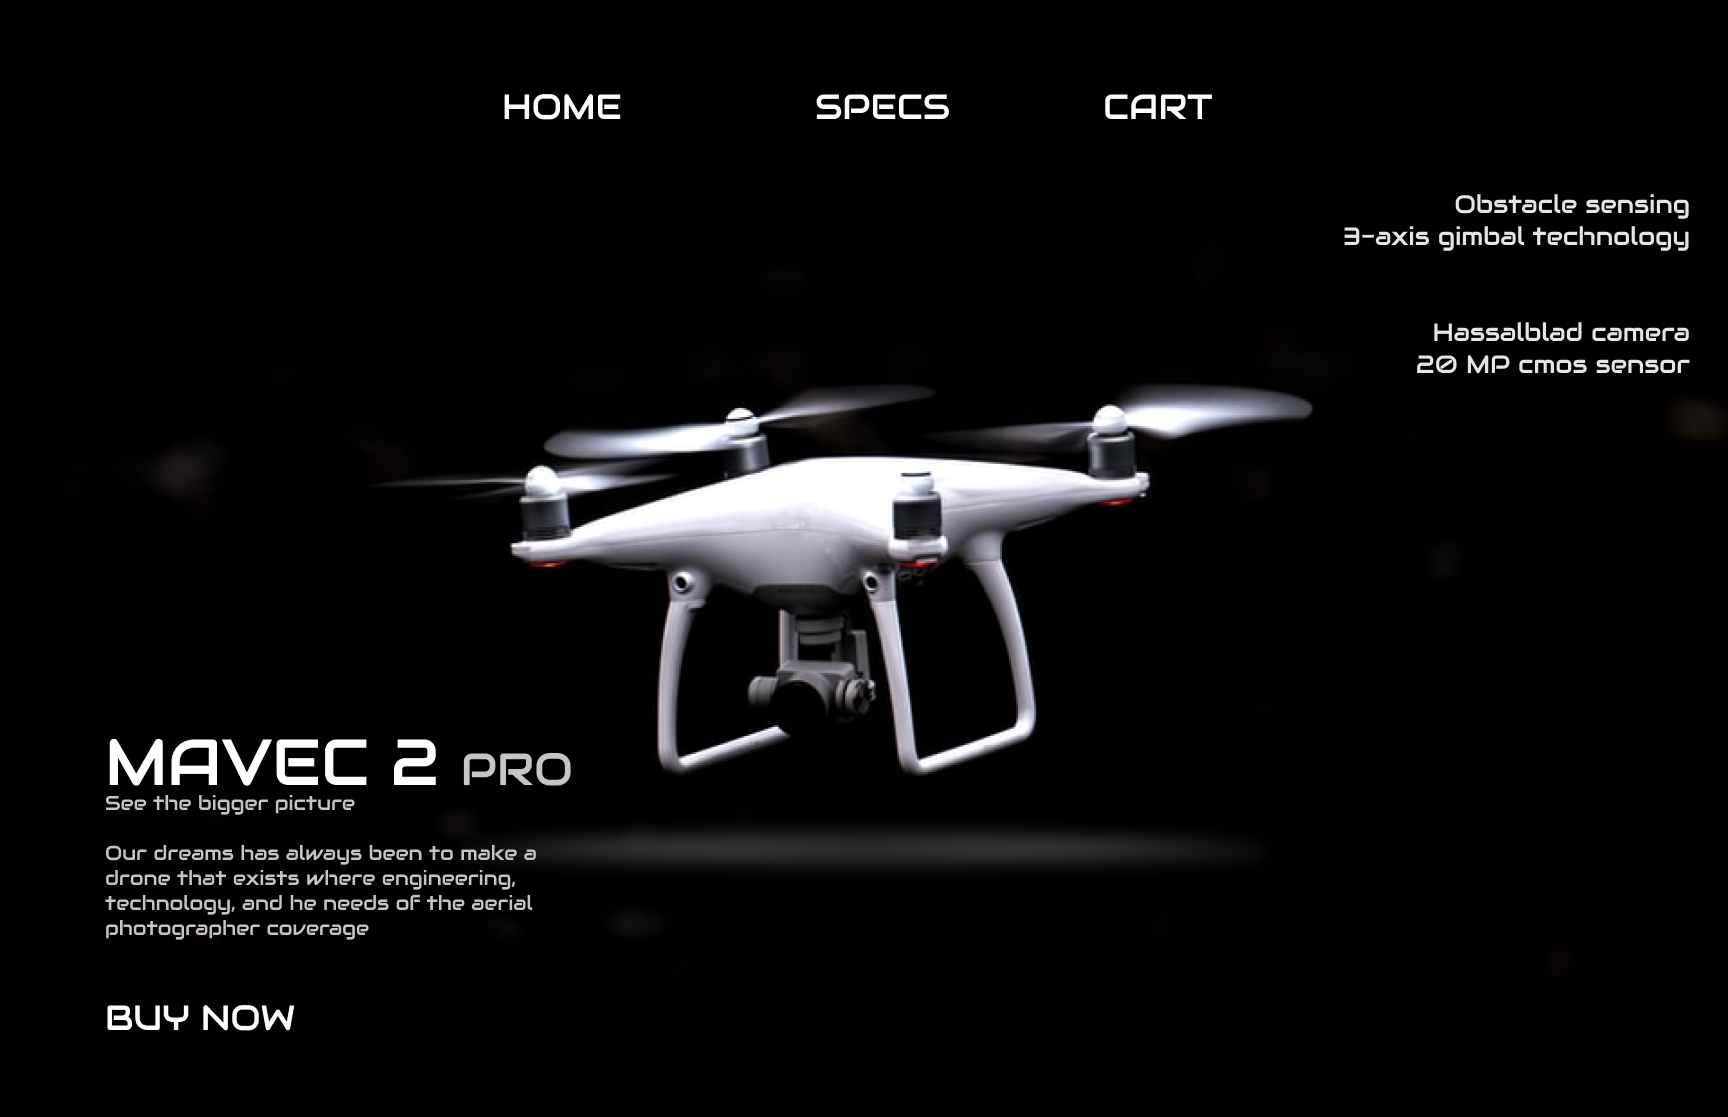 HOME SPECS CART
Obstacle sensing
3-axis gimbal technology
Hassalblad camera
20 MP cmos sensor
MAVEC 2 PRO
See the bigger picture
Our dreams has always been to make a
drone that exists where engineering,
technology, and he needs of the aerial
photographer coverage
BUY NOW